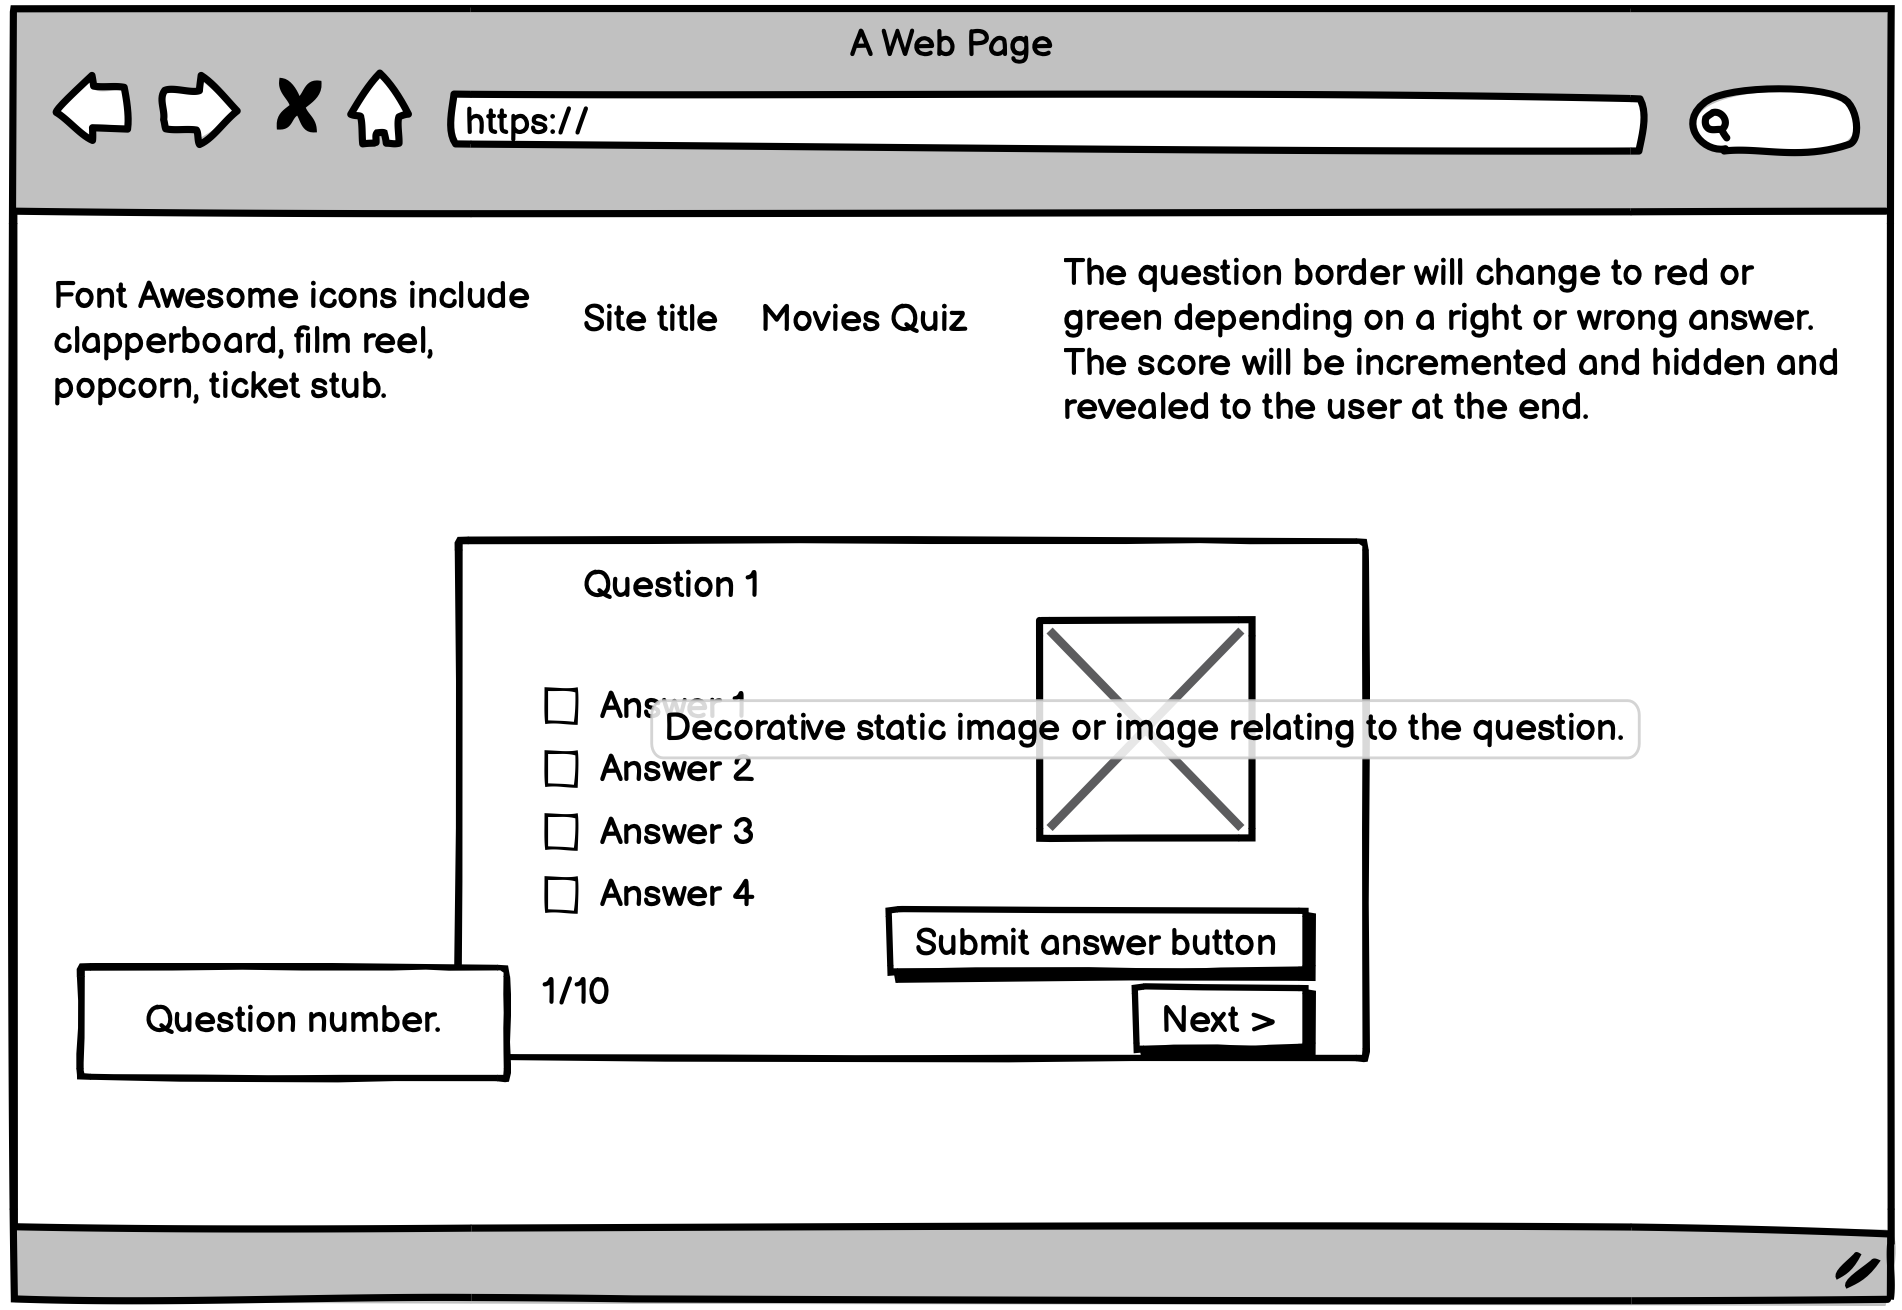 A Web Page
https://
Font Awesome icons include
clapperboard, film reel,
popcorn, ticket stub.
Site title
Movies Quiz
The question border will change to red or
green depending on a right or wrong answer.
The score will be incremented and hidden and
revealed to the user at the end.
Question 1
Answer 1
Decorative static image or image relating to the question.
Answer 2
Answer 3
Answer 4
Submit answer button
1/10
Question number.
Next >